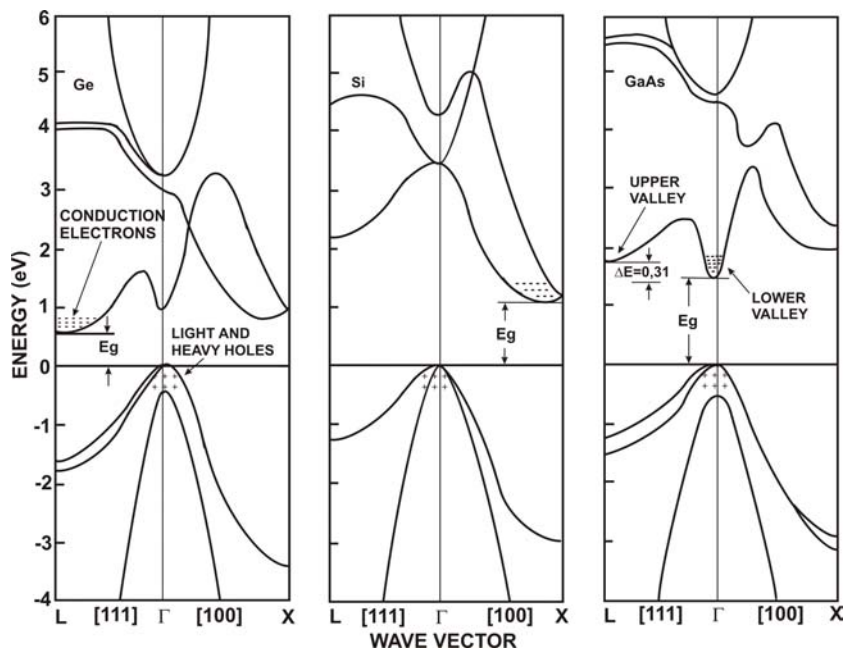 6
5
4
3
2
1
0
-1
-2
-3
-4
ENERGY (eV)
Ge
CONDUCTION
ELECTRONS
Eg
LIGHT AND
HEAVY HOLES
Si
Eg
GaAs
UPPER
VALLEY
ΔE=0,31
LOWER
VALLEY
Eg
L [111] Γ [100] X
L [111] Γ [100] X
L [111] Γ [100] X
WAVE VECTOR